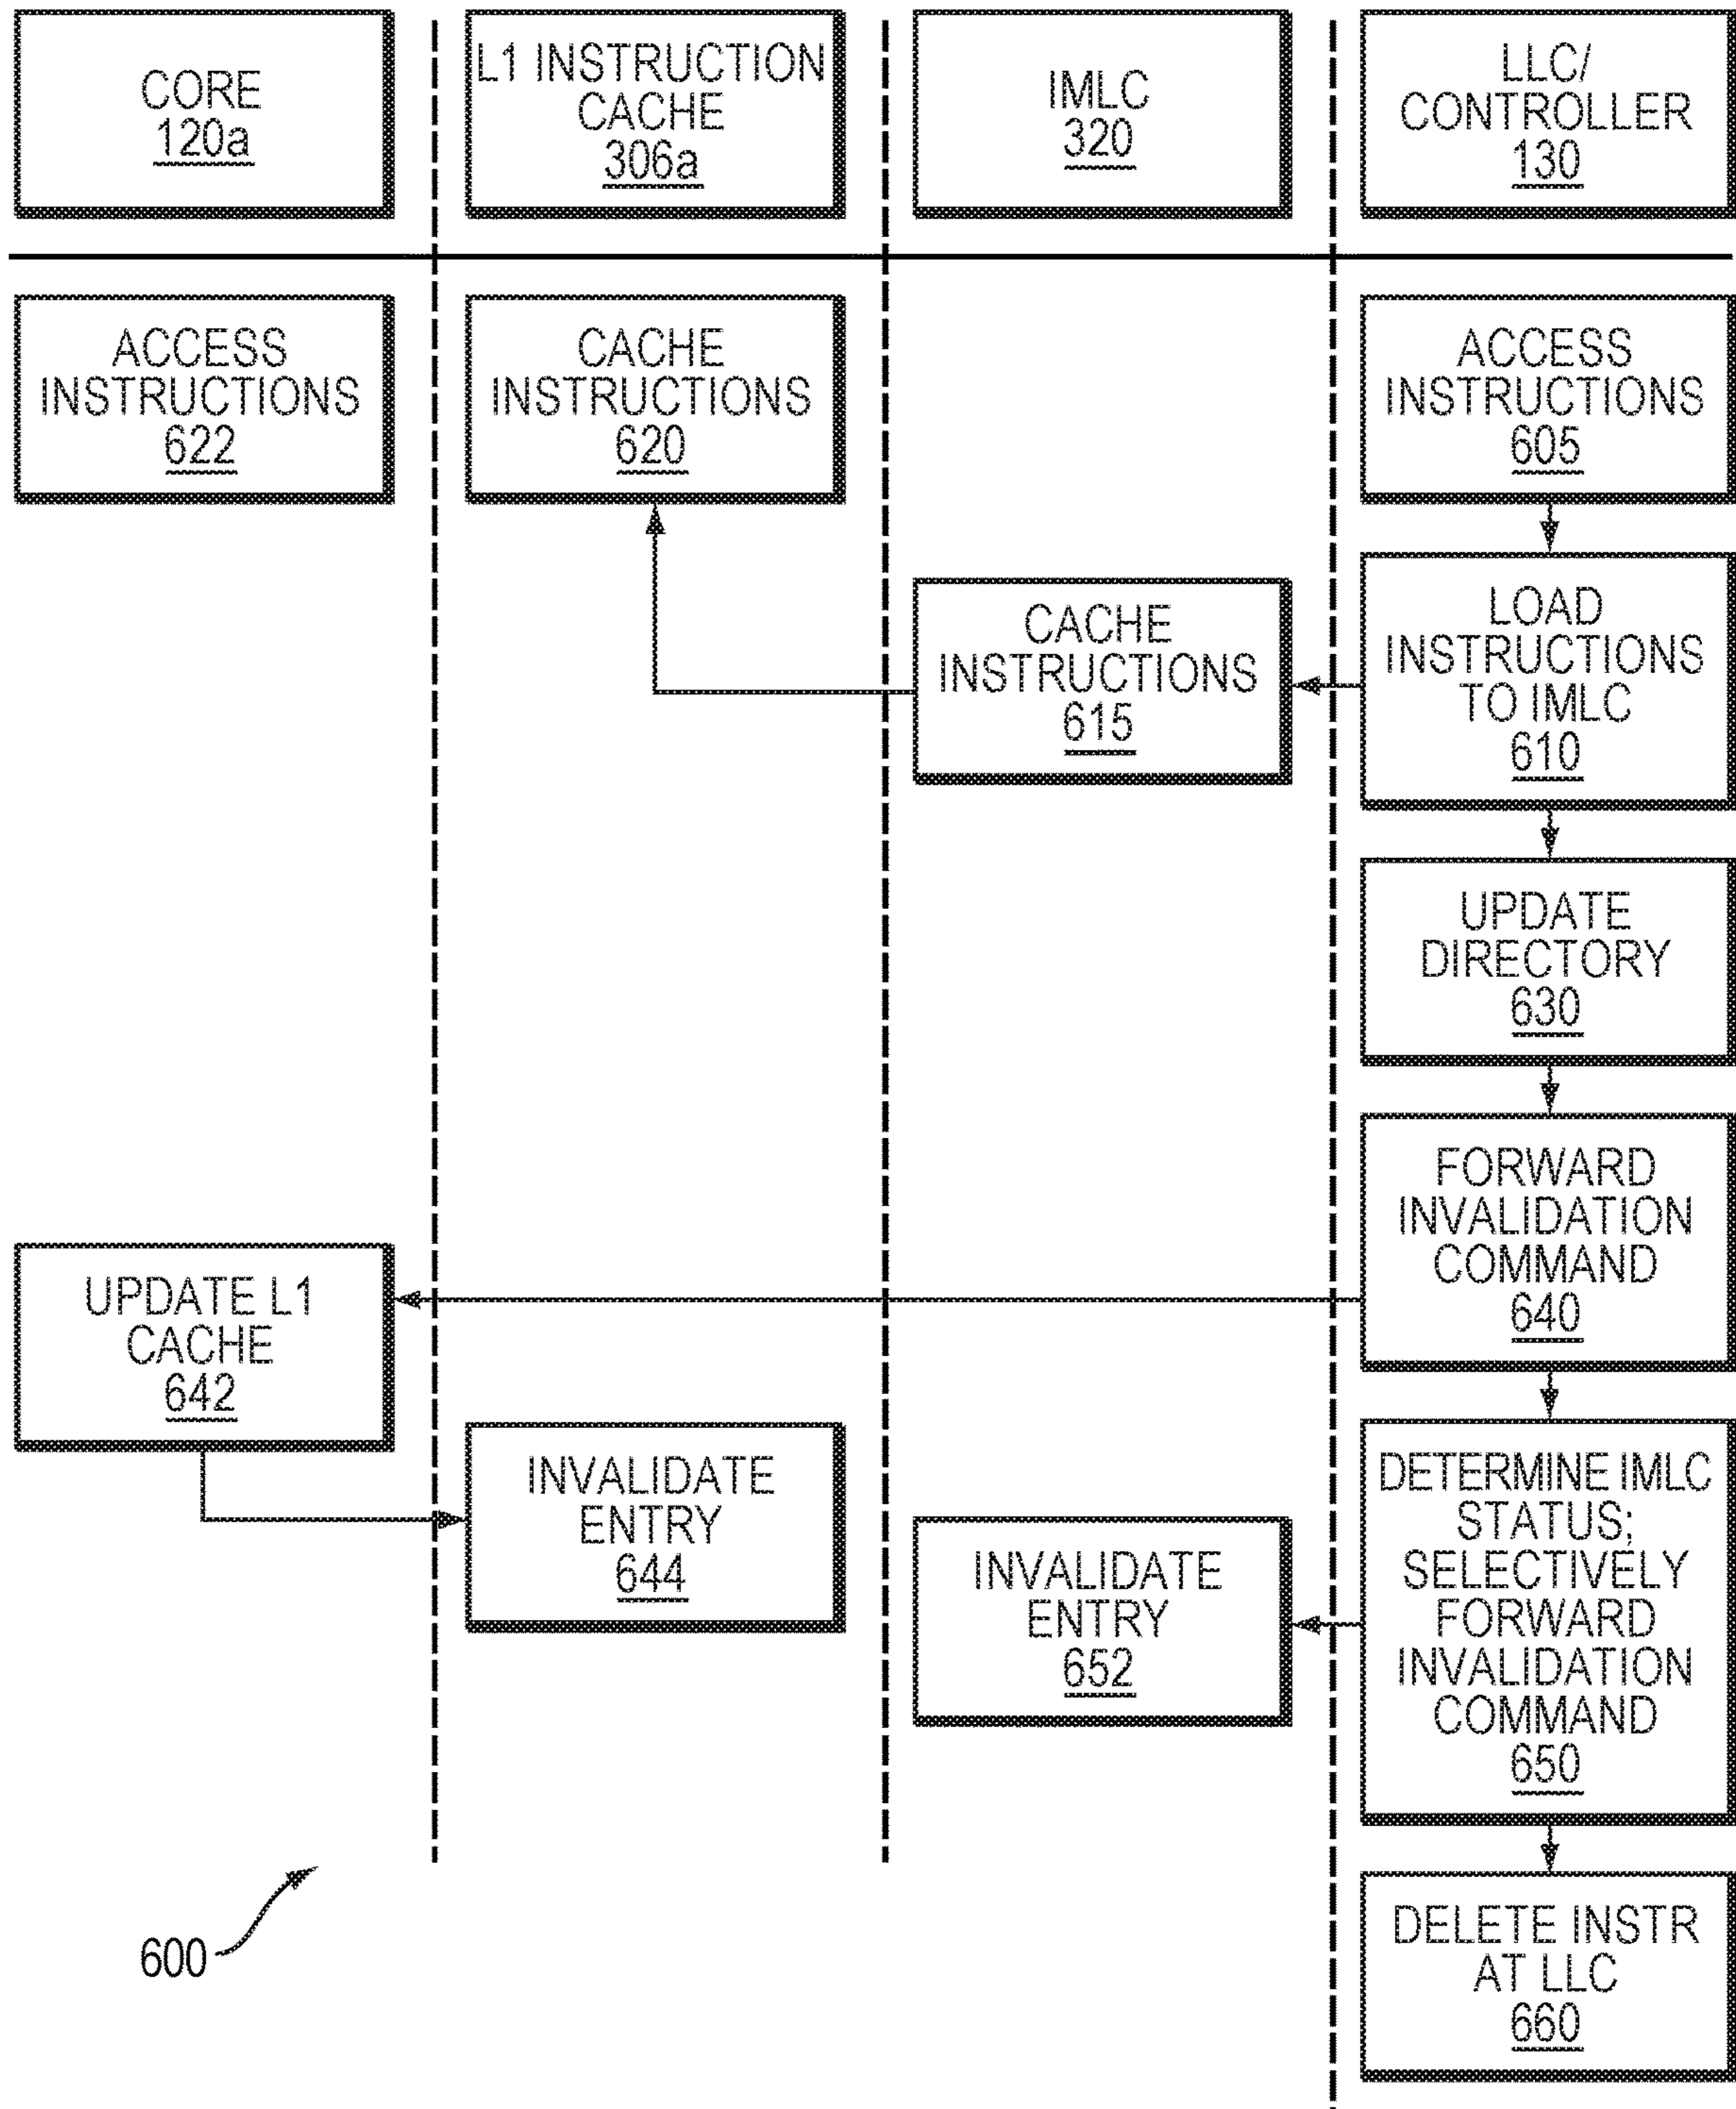 CORE
120a
L1 INSTRUCTION
CACHE
306a
IMLC
320
LLC/
CONTROLLER
130
ACCESS
INSTRUCTIONS
622
CACHE
INSTRUCTIONS
620
ACCESS
INSTRUCTIONS
605
CACHE
INSTRUCTIONS
615
LOAD
INSTRUCTIONS
TO IMLC
610
UPDATE
DIRECTORY
630
FORWARD
INVALIDATION
COMMAND
640
UPDATE L1
CACHE
642
INVALIDATE
ENTRY
644
INVALIDATE
ENTRY
652
DETERMINE IMLC
STATUS;
SELECTIVELY
FORWARD
INVALIDATION
COMMAND
650
DELETE INSTR
AT LLC
660
600